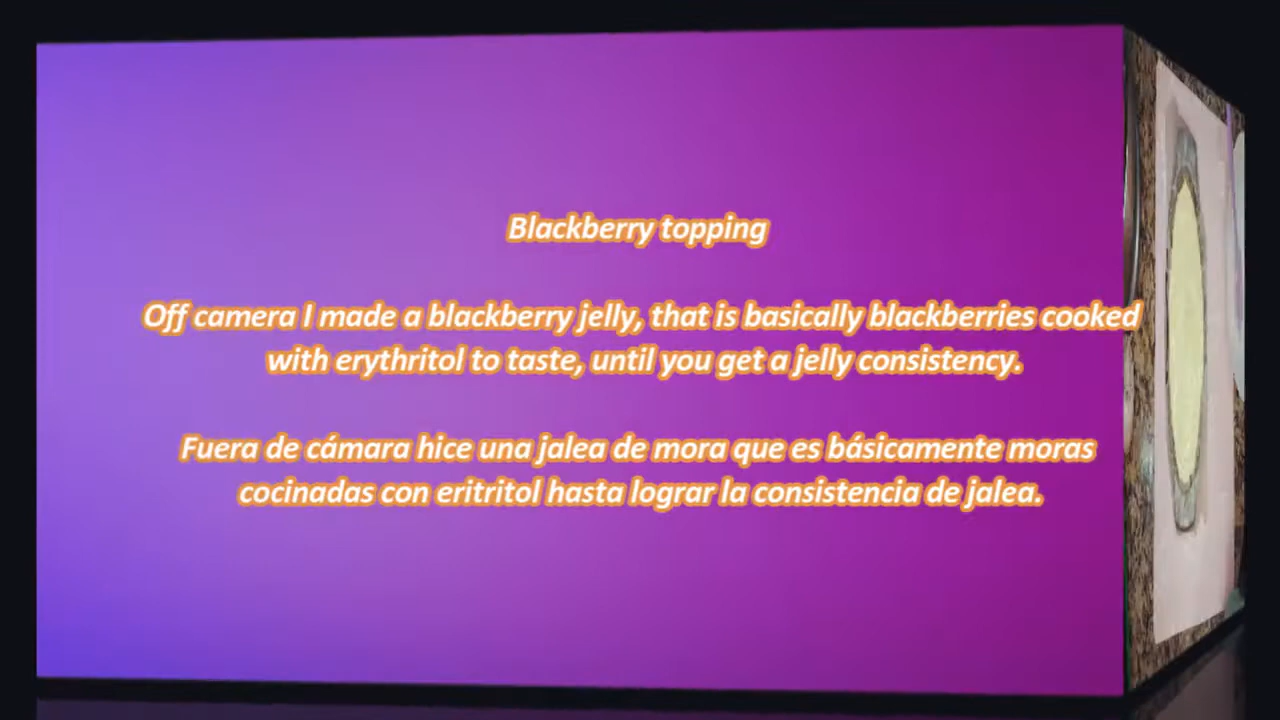 Blackberry topping
Off camera I made a blackberry jelly, that is basically blackberries cooked
with erythritol to taste, until you get a jelly consistency.
Fuera de cámara hice una jalea de mora que es básicamente moras
cocinadas con eritritol hasta lograr la consistencia de jalea.